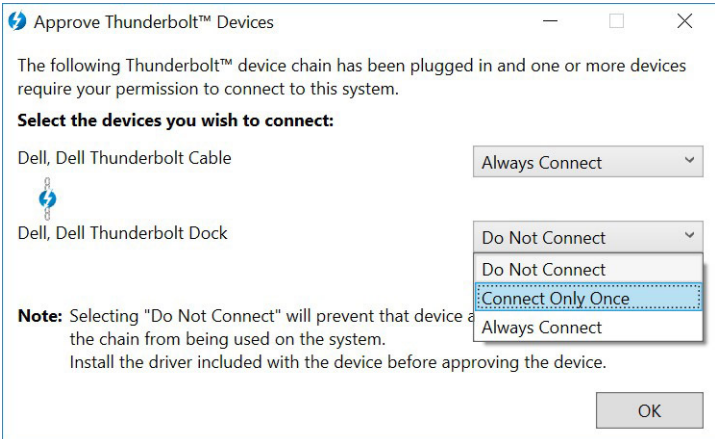 Approve Thunderbolt™ Devices
The following Thunderbolt™ device chain has been plugged in and one or more devices
require your permission to connect to this system.
Select the devices you wish to connect:
Dell, Dell Thunderbolt Cable
Always Connect
Dell, Dell Thunderbolt Dock
Do Not Connect
Do Not Connect
Connect Only Once
Always Connect
Note: Selecting "Do Not Connect" will prevent that device
the chain from being used on the system.
Install the driver included with the device before approving the device.
OK